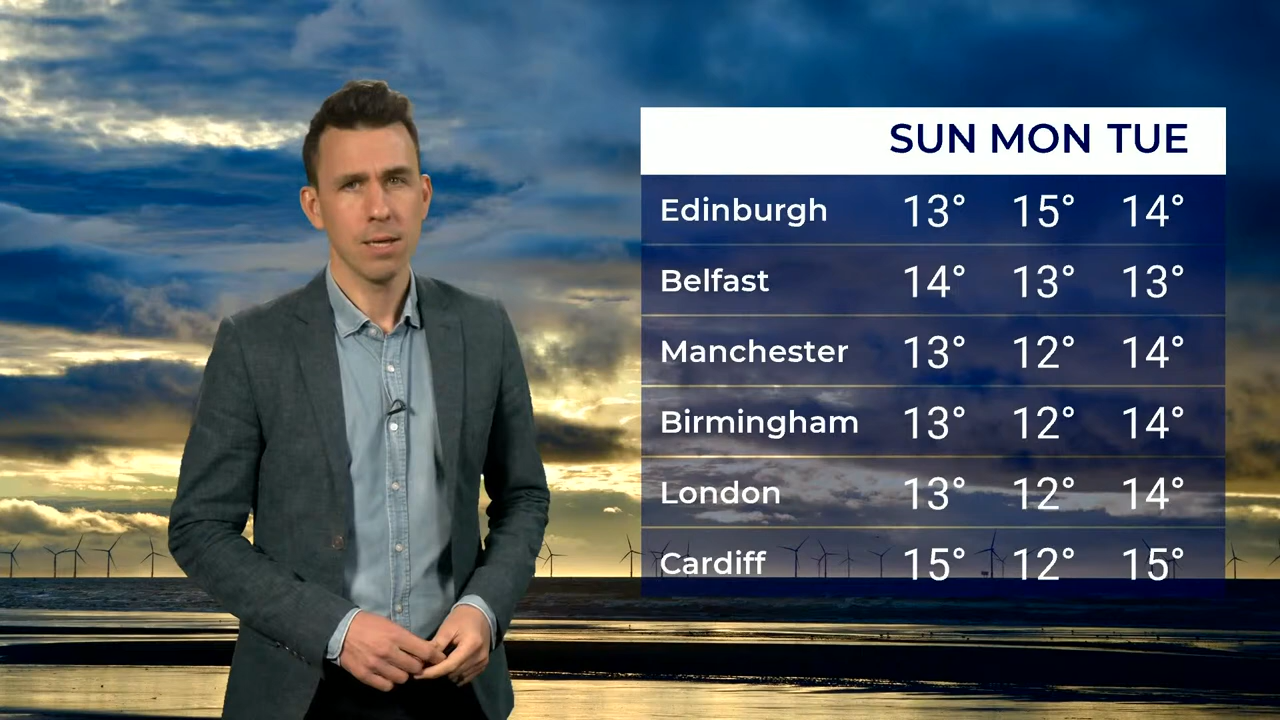 SUN MON TUE
Edinburgh 13° 15° 14°
Belfast 14° 13° 13°
Manchester 13° 12° 14°
Birmingham 13° 12° 14°
London 13° 12° 14°
Cardiff 15° 12° 15°